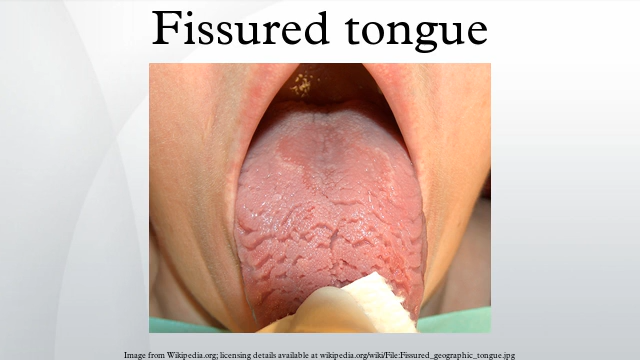 Fissured tongue
Image from Wikipedia.org; licensing details available at wikipedia.org/wiki/File:Fissured_geographic_tongue.jpg